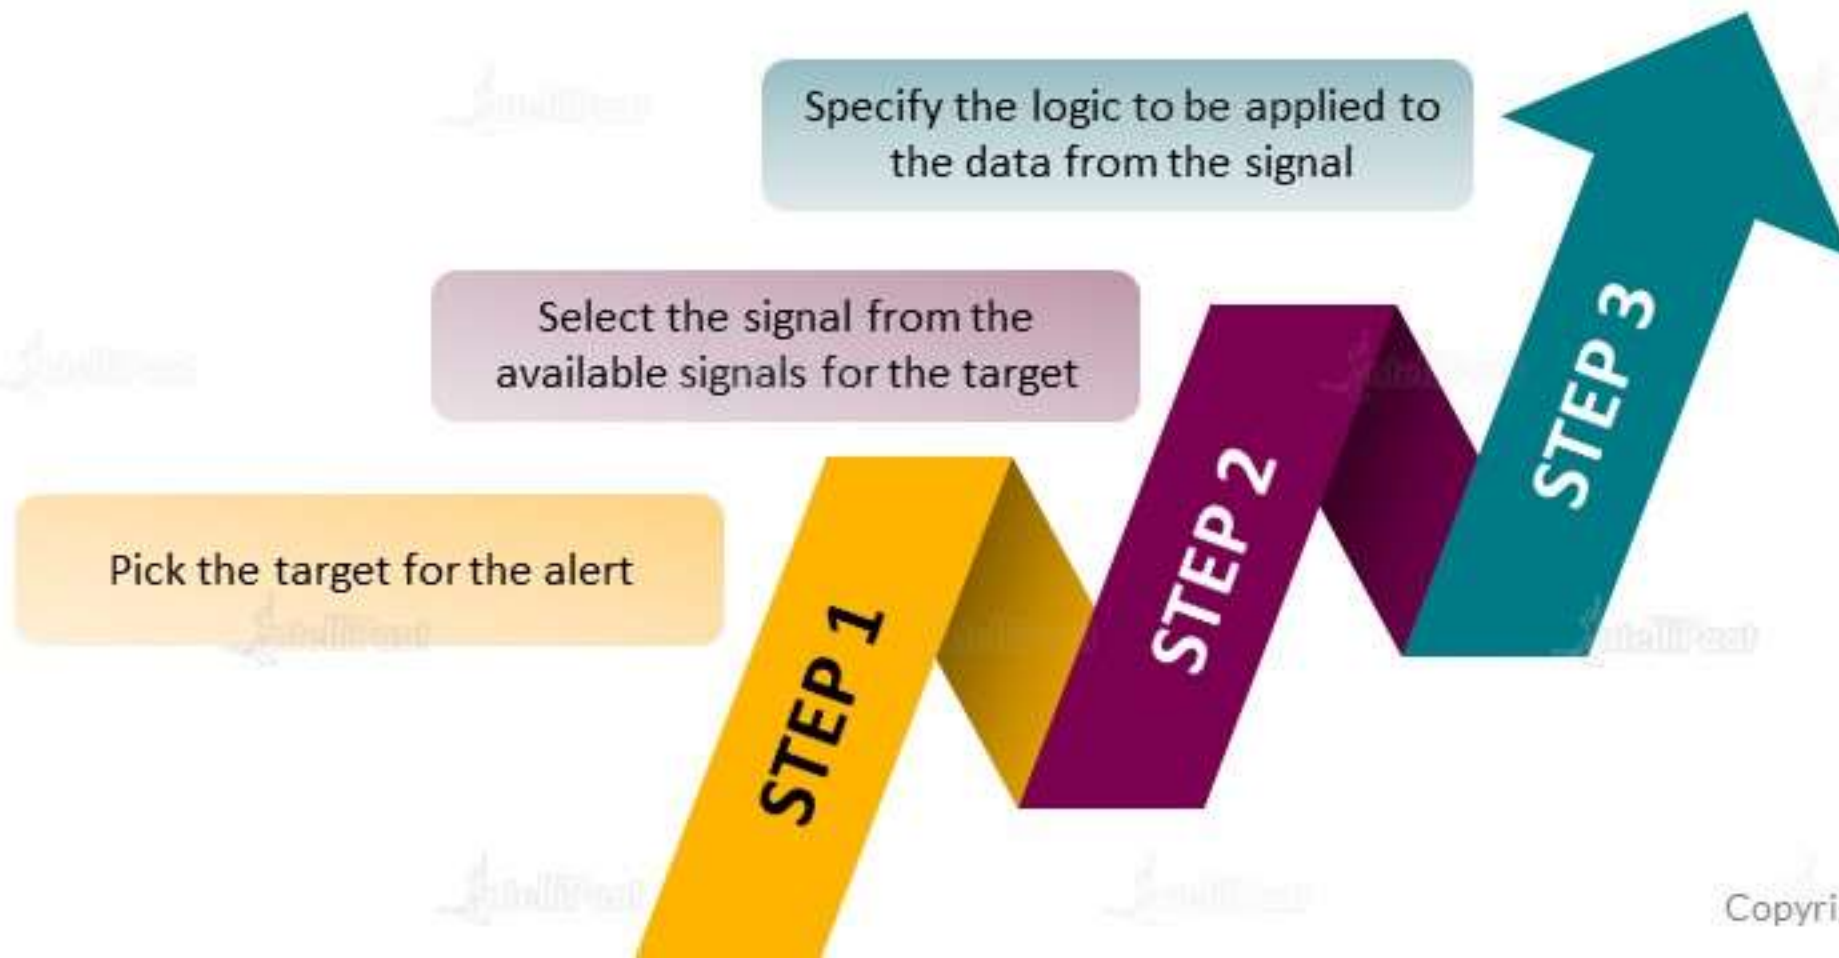 Specify the logic to be applied to
the data from the signal
Select the signal from the
available signals for the target
Pick the target for the alert
STEP 1
STEP 2
STEP 3
Copyri